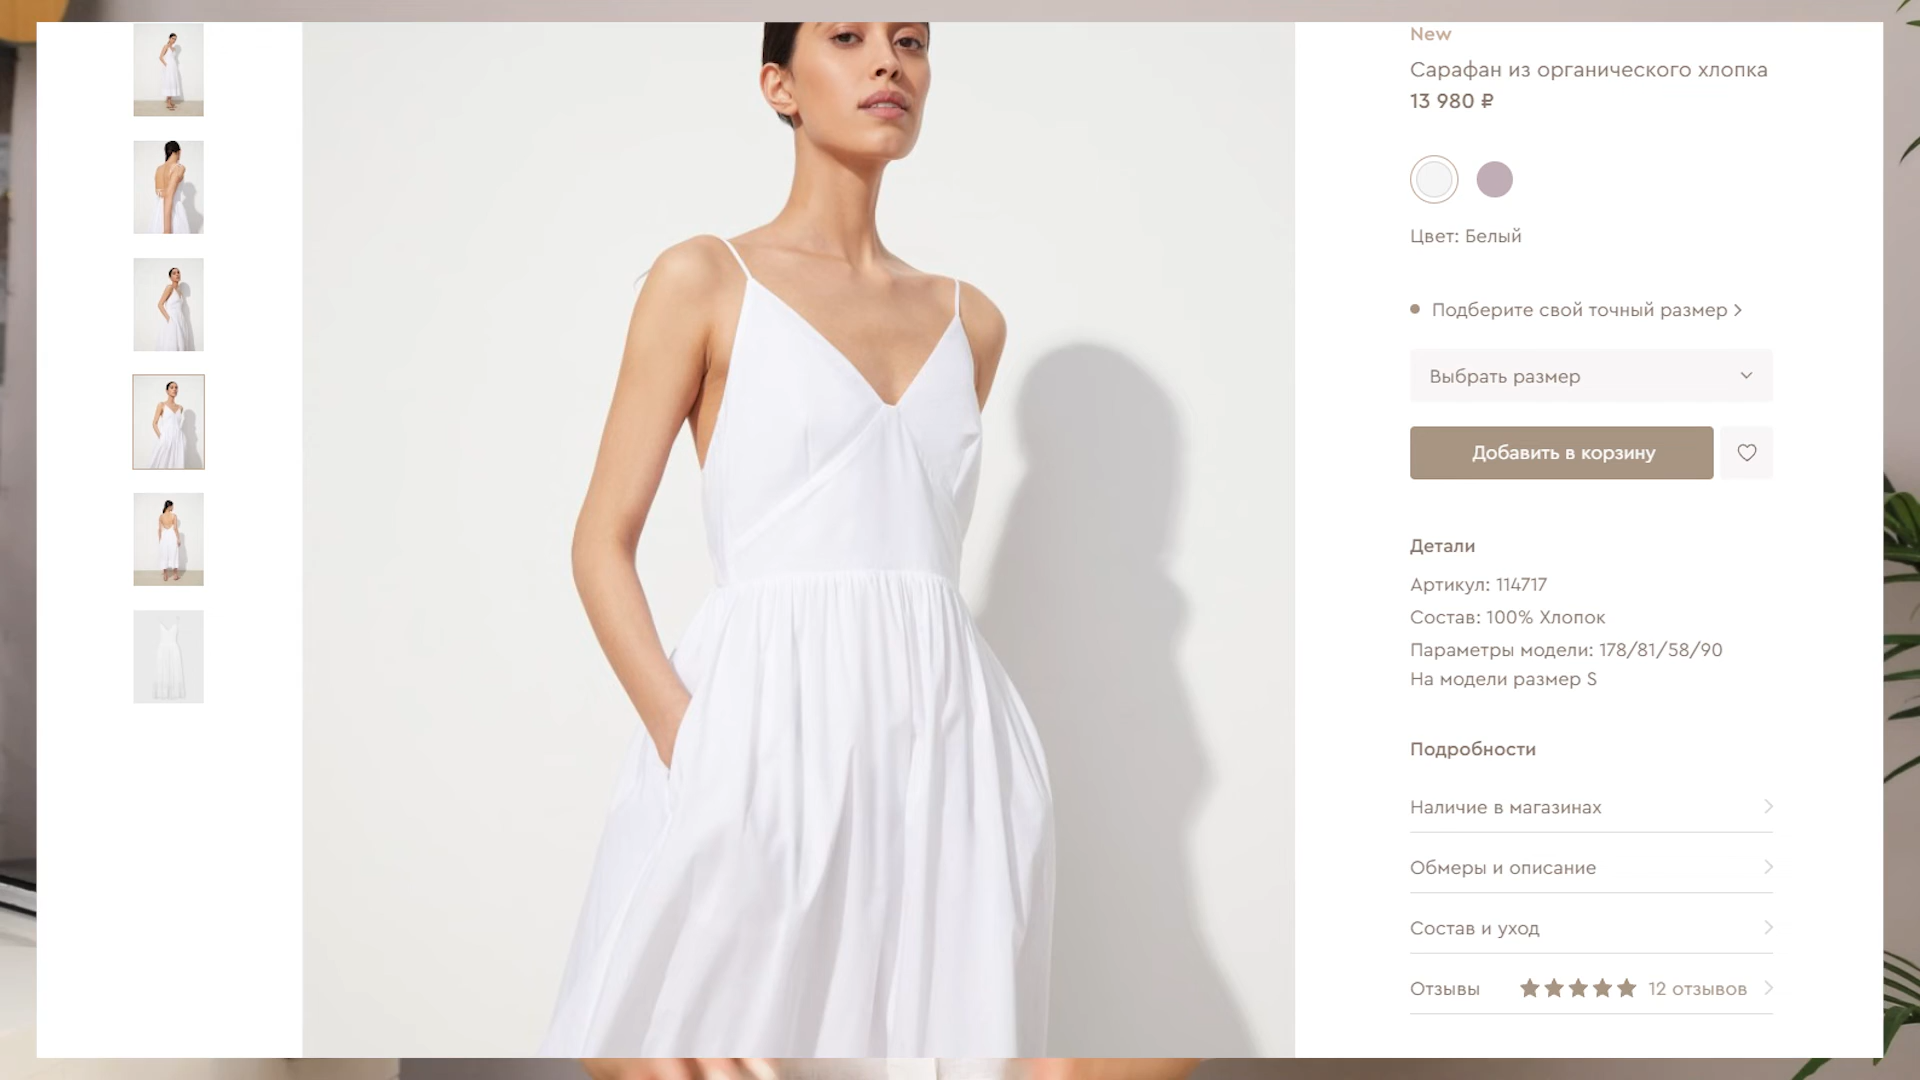 New
Сарафан из органического хлопка
13 980 ₽
Цвет: Белый
Подберите свой точный размер
Выбрать размер
Добавить в корзину
Детали
Артикул: 114717
Состав: 100% Хлопок
Параметры модели: 178/81/58/90
На модели размер S
Подробности
Наличие в магазинах
Обмеры и описание
Состав и уход
Отзывы 12 отзывов